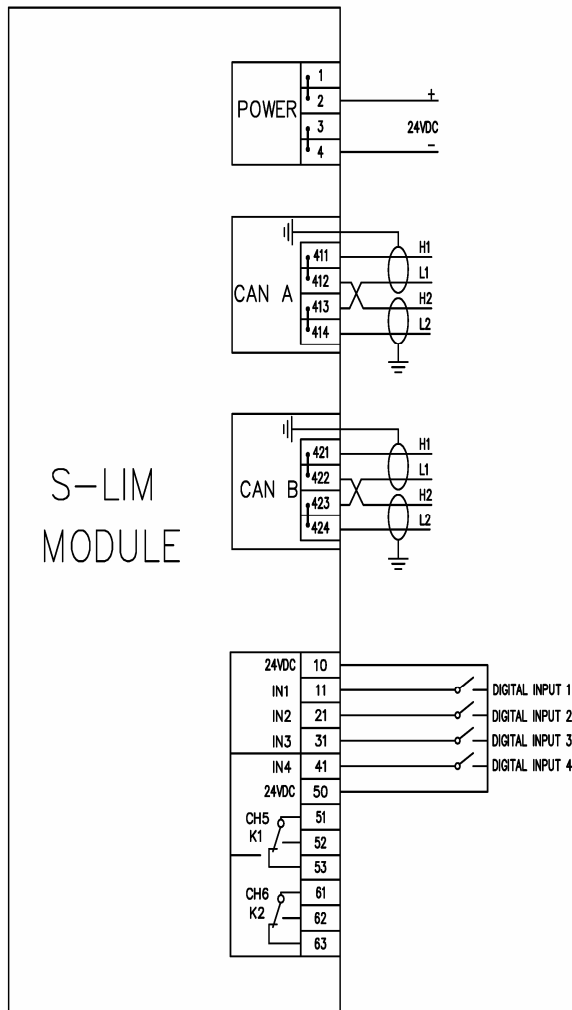 POWER
1
2
3
4
+
24VDC
−
CAN A
411
412
413
414
H1
L1
H2
L2
CAN B
421
422
423
424
H1
L1
H2
L2
S-LIM
MODULE
24VDC 10
IN1 11 DIGITAL INPUT 1
IN2 21 DIGITAL INPUT 2
IN3 31 DIGITAL INPUT 3
IN4 41 DIGITAL INPUT 4
24VDC 50
CH5
K1
51
52
53
CH6
K2
61
62
63